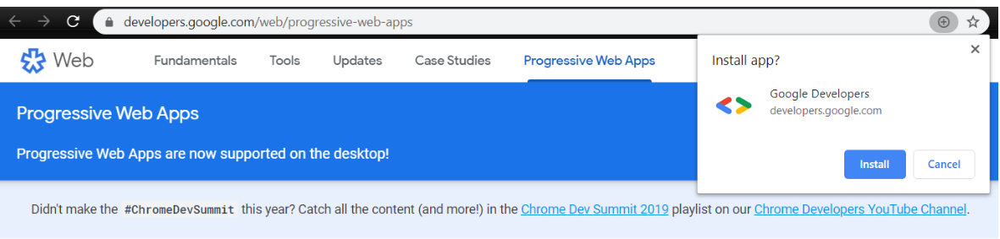 developers.google.com/web/progressive-web-apps
Web Fundamentals Tools Updates Case Studies Progressive Web Apps
Install app?
Google Developers
developers.google.com
Install Cancel
Progressive Web Apps
Progressive Web Apps are now supported on the desktop!
Didn't make the #ChromeDevSummit this year? Catch all the content (and more!) in the Chrome Dev Summit 2019 playlist on our Chrome Developers YouTube Channel.